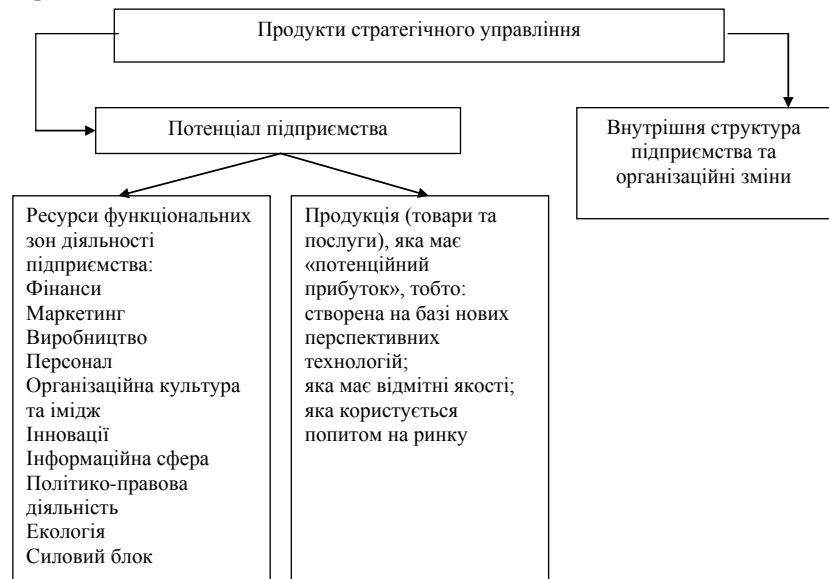 Продукти стратегічного управління
Потенціал підприємства
Внутрішня структура
підприємства та
організаційні зміни
Ресурси функціональних
зон діяльності
підприємства:
Фінанси
Маркетинг
Виробництво
Персонал
Організаційна культура
та імідж
Інновації
Інформаційна сфера
Політико-правова
діяльність
Екологія
Силовий блок
Продукція (товари та
послуги), яка має
«потенційний
прибуток», тобто:
створена на базі нових
перспективних
технологій;
яка має відмітні якості;
яка користується
попитом на ринку